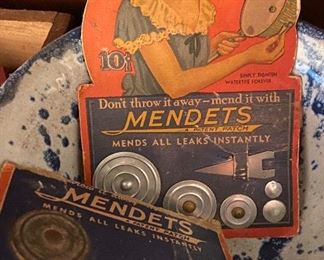 10¢
SIMPLY TIGHTEN
WATERTITE FOREVER
Don't throw it away – mend it with
MENDETS
A PATENT PATCH
MENDS ALL LEAKS INSTANTLY
MENDETS
A PATENT PATCH
MENDS ALL LEAKS INSTANTLY